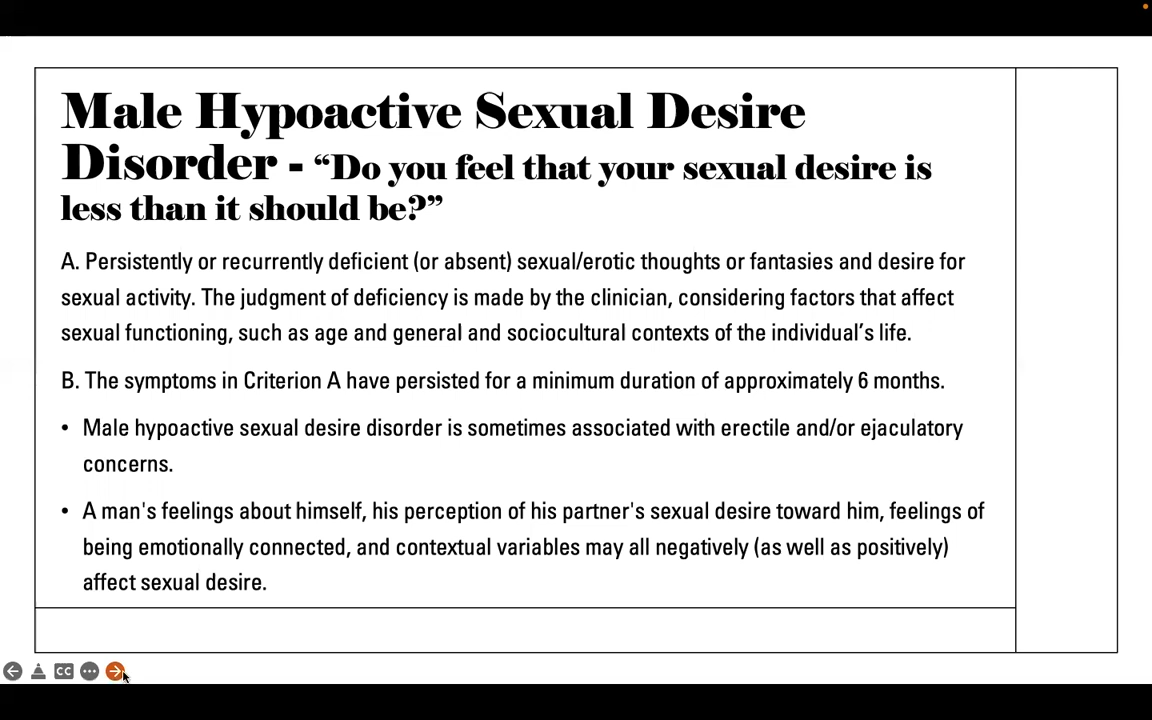 Male Hypoactive Sexual Desire
Disorder - “Do you feel that your sexual desire is
less than it should be?”
A. Persistently or recurrently deficient (or absent) sexual/erotic thoughts or fantasies and desire for
sexual activity. The judgment of deficiency is made by the clinician, considering factors that affect
sexual functioning, such as age and general and sociocultural contexts of the individual’s life.
B. The symptoms in Criterion A have persisted for a minimum duration of approximately 6 months.
• Male hypoactive sexual desire disorder is sometimes associated with erectile and/or ejaculatory
concerns.
• A man's feelings about himself, his perception of his partner's sexual desire toward him, feelings of
being emotionally connected, and contextual variables may all negatively (as well as positively)
affect sexual desire.
CC